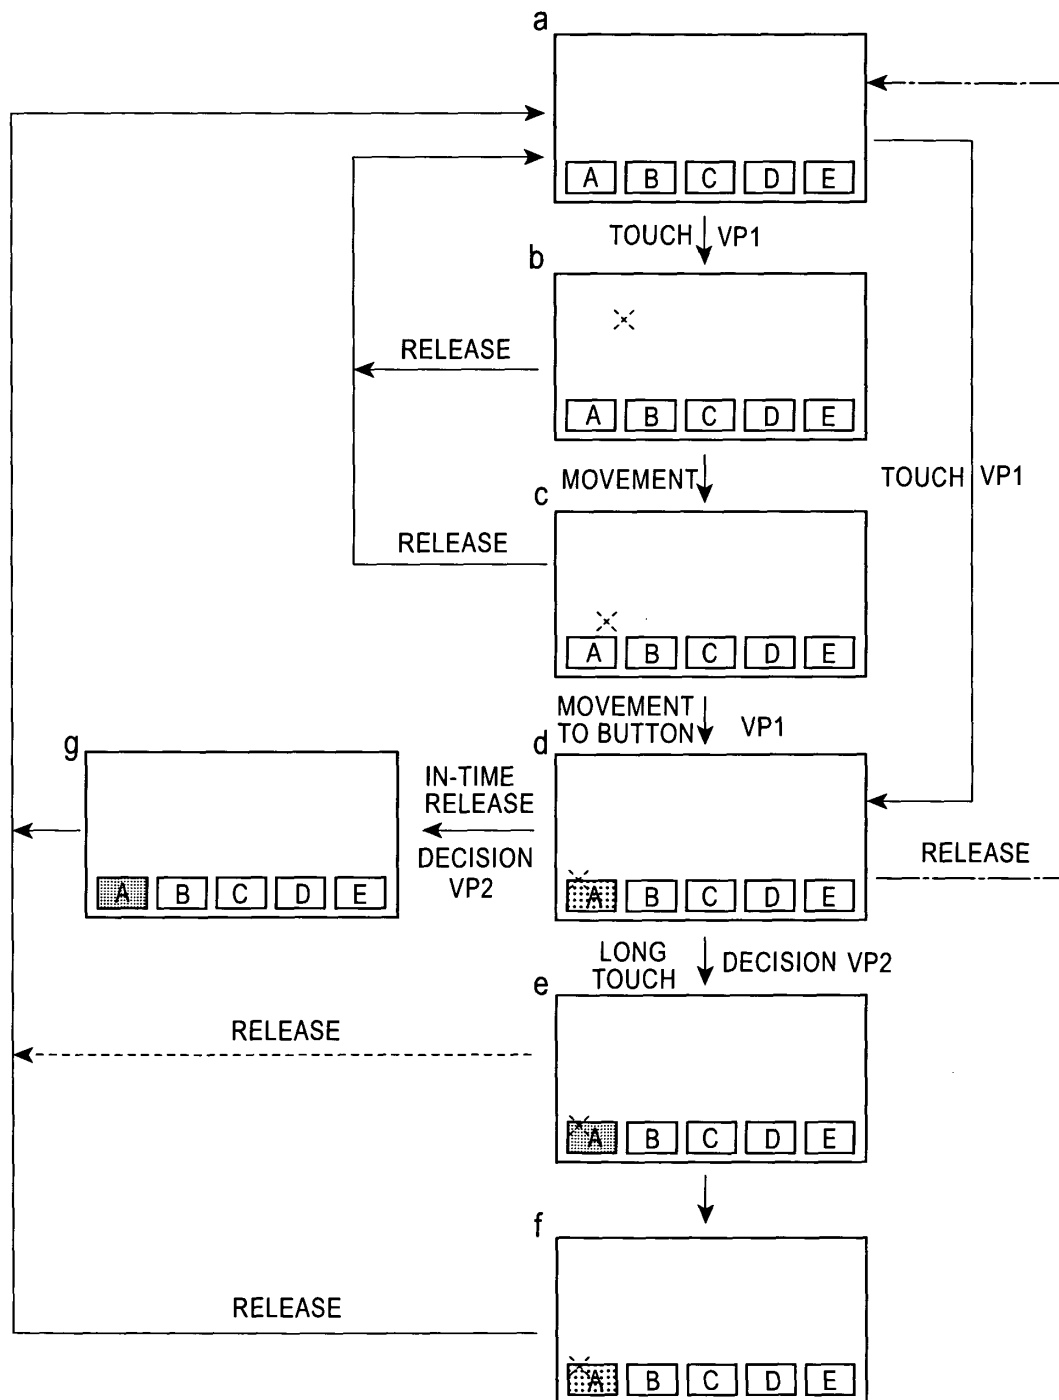 a
A B C D E
TOUCH VP1
b
RELEASE
A B C D E
MOVEMENT
TOUCH VP1
c
RELEASE
A B C D E
MOVEMENT
TO BUTTON VP1
g
d
IN-TIME
RELEASE
DECISION
VP2
RELEASE
A B C D E
A B C D E
LONG
TOUCH
DECISION VP2
e
RELEASE
A B C D E
f
RELEASE
A B C D E